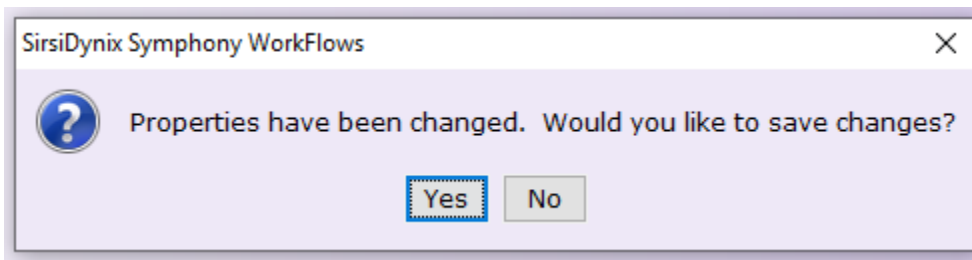 SirsiDynix Symphony WorkFlows
Properties have been changed.  Would you like to save changes?
Yes No